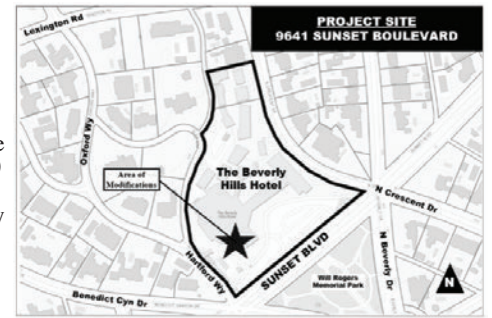 PROJECT SITE
9641 SUNSET BOULEVARD
Lexington Rd
Oxford Wy
Area of
Modifications
The Beverly
Hills Hotel
N Crescent Dr
SUNSET BLVD
N Beverly Dr
Hartford Wy
Will Rogers
Memorial Park
Benedict Cyn Dr
N